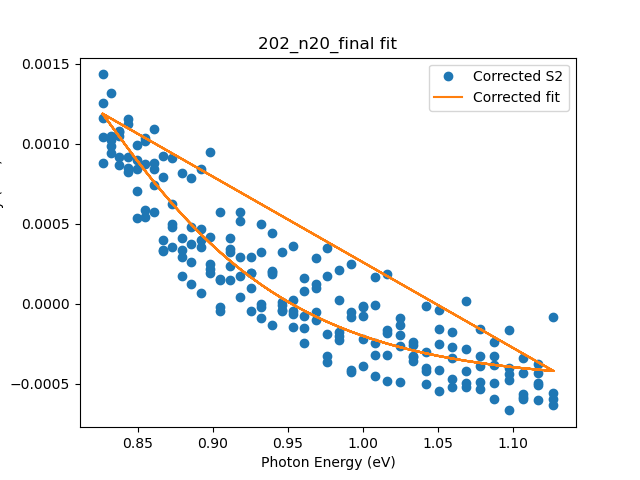 202_n20_final fit
Corrected S2
Corrected fit
0.0015
0.0010
0.0005
0.0000
−0.0005
0.85
0.90
0.95
1.00
1.05
1.10
Photon Energy (eV)